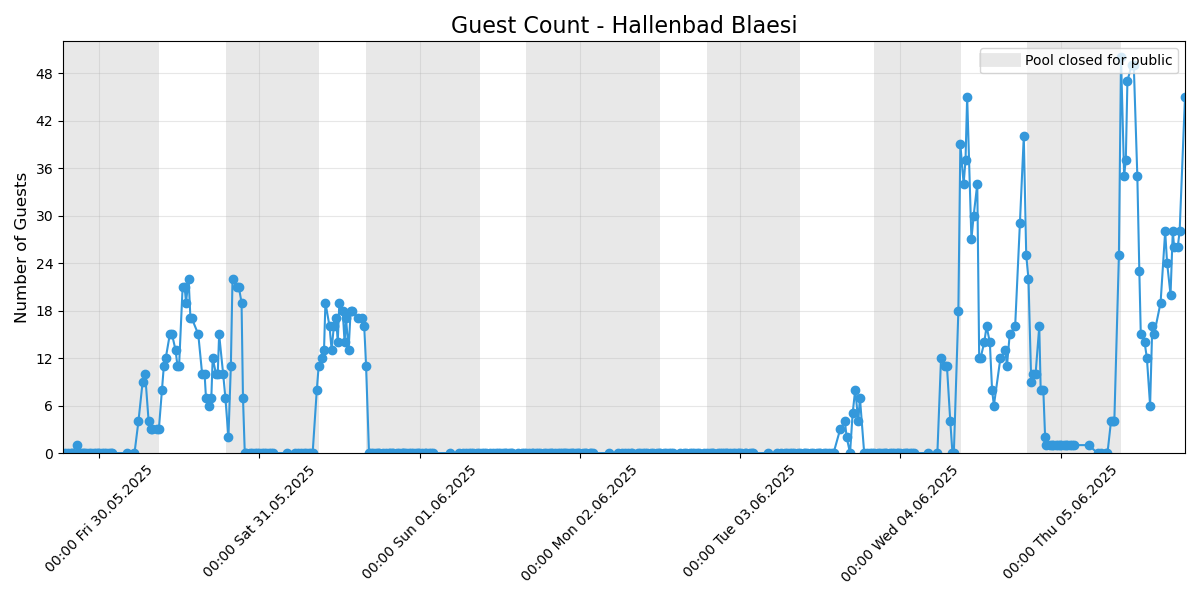 Guest Count - Hallenbad Blaesi
Pool closed for public
Number of Guests
48
42
36
30
24
18
12
6
0
00:00 Fri 30.05.2025
00:00 Sat 31.05.2025
00:00 Sun 01.06.2025
00:00 Mon 02.06.2025
00:00 Tue 03.06.2025
00:00 Wed 04.06.2025
00:00 Thu 05.06.2025